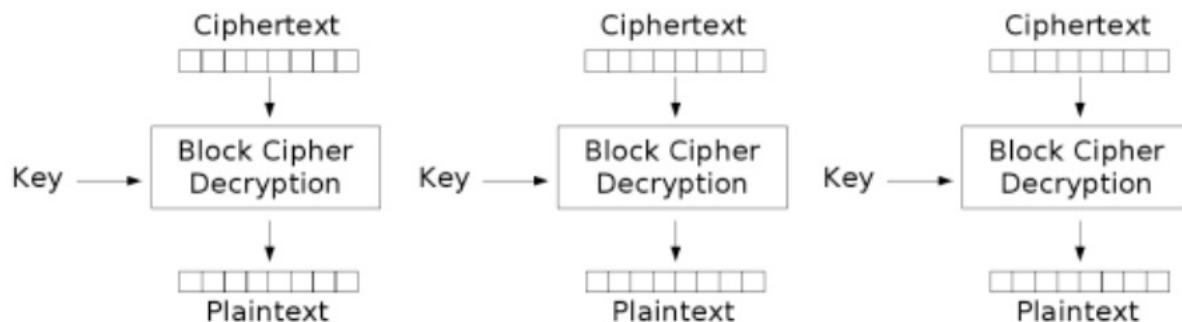 Ciphertext Ciphertext Ciphertext
Block Cipher Block Cipher Block Cipher
Key Decryption Key Decryption Key Decryption
Plaintext Plaintext Plaintext